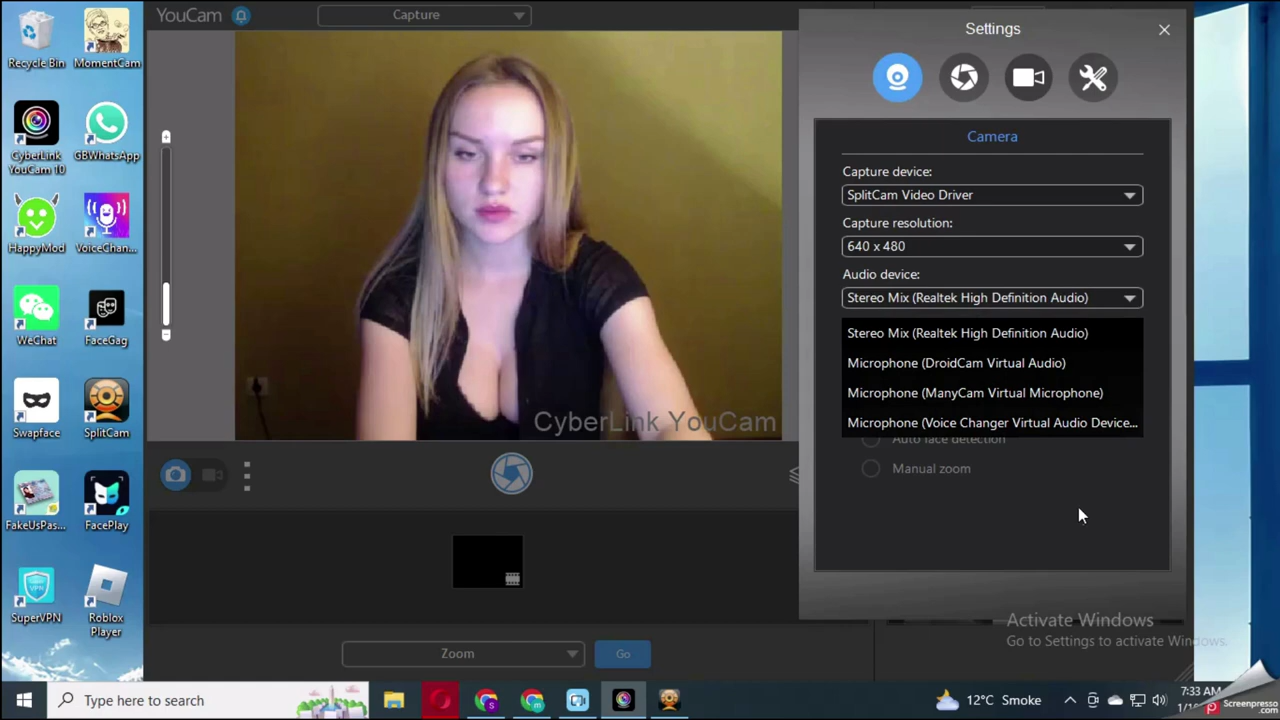 Recycle Bin
MomentCam
CyberLink
YouCam 10
GBWhatsApp
HappyMod
VoiceChan...
WeChat
FaceGag
Swapface
SplitCam
FakeUsPas...
FacePlay
SuperVPN
Roblox
Player
YouCam
Capture
CyberLink YouCam
Zoom
Go
Settings
Camera
Capture device:
SplitCam Video Driver
Capture resolution:
640 x 480
Audio device:
Stereo Mix (Realtek High Definition Audio)
Stereo Mix (Realtek High Definition Audio)
Microphone (DroidCam Virtual Audio)
Microphone (ManyCam Virtual Microphone)
Microphone (Voice Changer Virtual Audio Device...
Auto face detection
Manual zoom
Activate Windows
Go to Settings to activate Windows.
Type here to search
12°C Smoke
7:33 AM
Screenpresso
.com